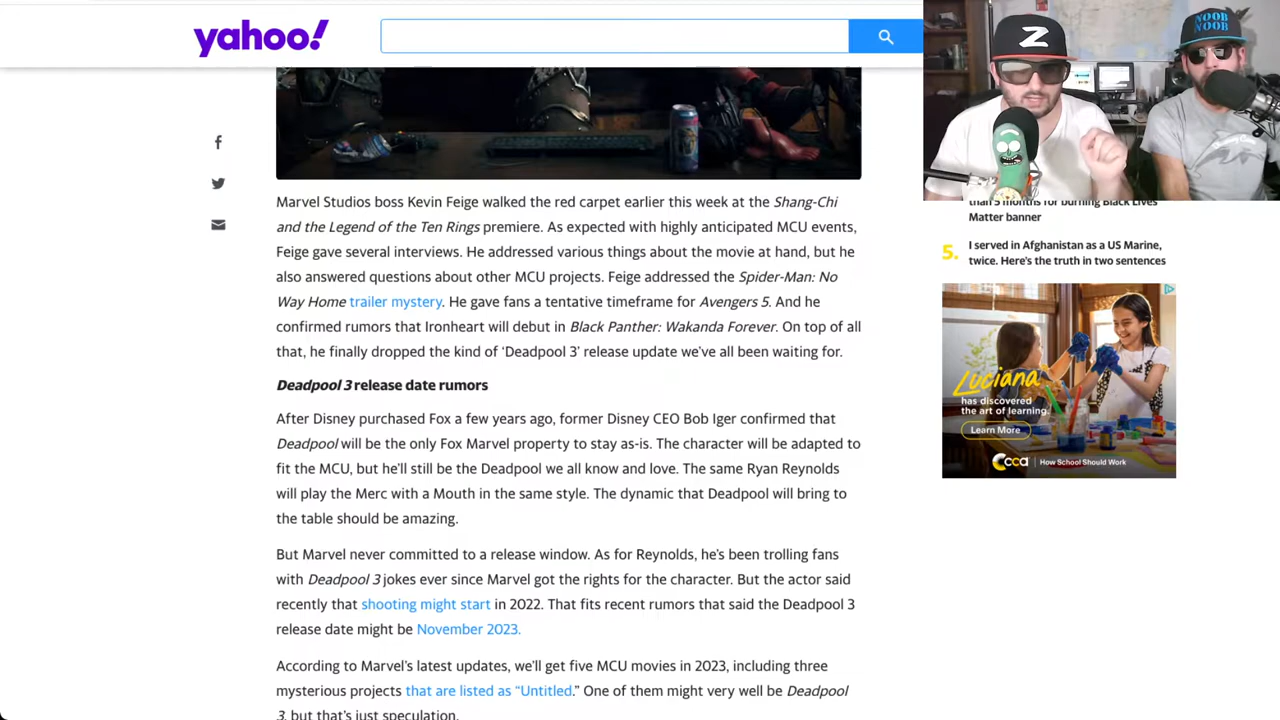 yahoo!
Z
NOOB
NOOB
than 5 months for burning Black Lives
Matter banner
5.
I served in Afghanistan as a US Marine,
twice. Here's the truth in two sentences
Marvel Studios boss Kevin Feige walked the red carpet earlier this week at the Shang-Chi
and the Legend of the Ten Rings premiere. As expected with highly anticipated MCU events,
Feige gave several interviews. He addressed various things about the movie at hand, but he
also answered questions about other MCU projects. Feige addressed the Spider-Man: No
Way Home trailer mystery. He gave fans a tentative timeframe for Avengers 5. And he
confirmed rumors that Ironheart will debut in Black Panther: Wakanda Forever. On top of all
that, he finally dropped the kind of ‘Deadpool 3’ release update we’ve all been waiting for.
Deadpool 3 release date rumors
After Disney purchased Fox a few years ago, former Disney CEO Bob Iger confirmed that
Deadpool will be the only Fox Marvel property to stay as-is. The character will be adapted to
fit the MCU, but he’ll still be the Deadpool we all know and love. The same Ryan Reynolds
will play the Merc with a Mouth in the same style. The dynamic that Deadpool will bring to
the table should be amazing.
But Marvel never committed to a release window. As for Reynolds, he’s been trolling fans
with Deadpool 3 jokes ever since Marvel got the rights for the character. But the actor said
recently that shooting might start in 2022. That fits recent rumors that said the Deadpool 3
release date might be November 2023.
According to Marvel’s latest updates, we’ll get five MCU movies in 2023, including three
mysterious projects that are listed as “Untitled.” One of them might very well be Deadpool
3, but that’s just speculation.
Luciana
has discovered
the art of learning.
Learn More
cca
How School Should Work